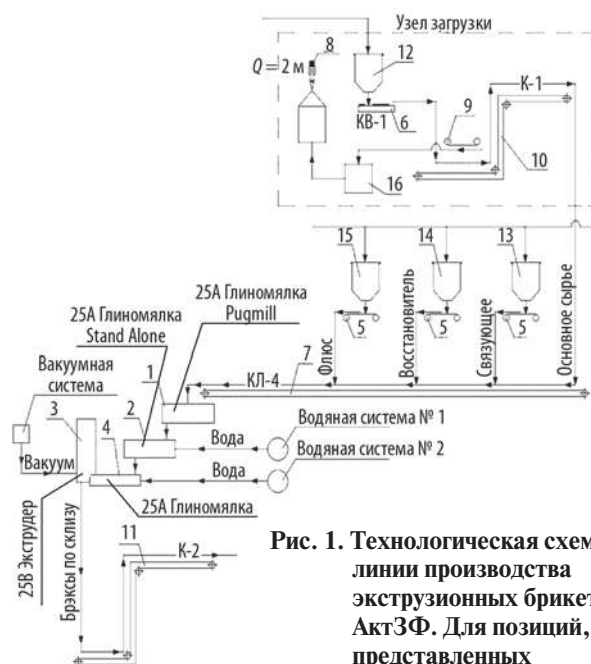 Узел загрузки
8
Q = 2 м
12
К-1
КВ-1
6
9
10
16
15
14
13
5
5
5
Флюс
Восстановитель
Связующее
Основное сырье
25А Глиномялка
Pugmill
25А Глиномялка
Stand Alone
7
КЛ-4
Вакуумная
система
1
2
3
4
Вода
Водяная система № 1
Вода
Водяная система № 2
Вакуум
25А Глиномялка
25В Экструдер
Брэксы по склизу
11
К-2
Рис. 1. Технологическая схем
линии производства
экструзионных брикет
АктЗФ. Для позиций,
представленных